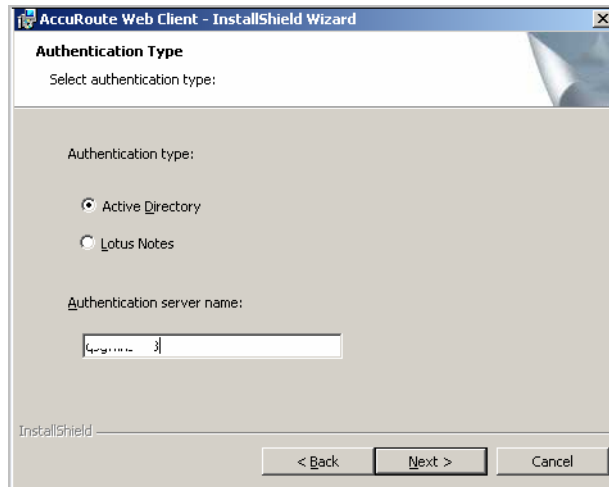 AccuRoute Web Client - InstallShield Wizard
Authentication Type
Select authentication type:
Authentication type:
Active Directory
Lotus Notes
Authentication server name:
InstallShield
< Back
Next >
Cancel